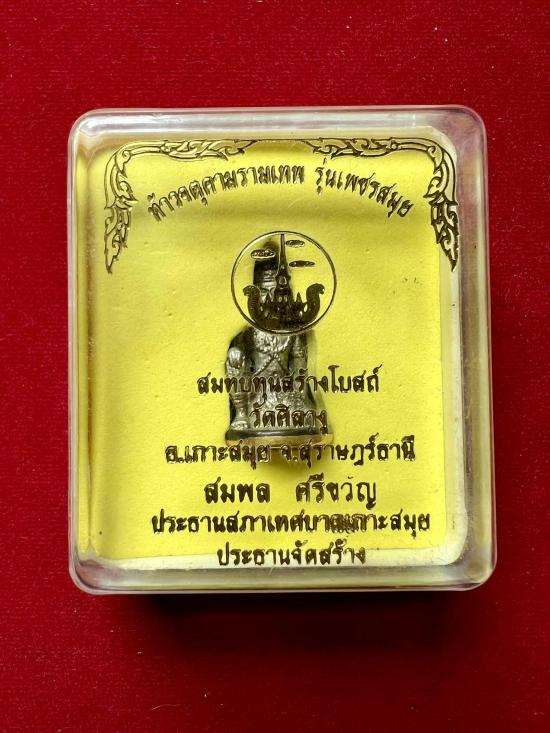 ท้าวจตุคามรามเทพ รุ่นเพชรสมุย
สมทบทุนสร้างโบสถ์
วัดศิลางู
อ.เกาะสมุย จ.สุราษฎร์ธานี
สมพล ศรีขวัญ
ประธานสภาเทศบาลเกาะสมุย
ประธานจัดสร้าง